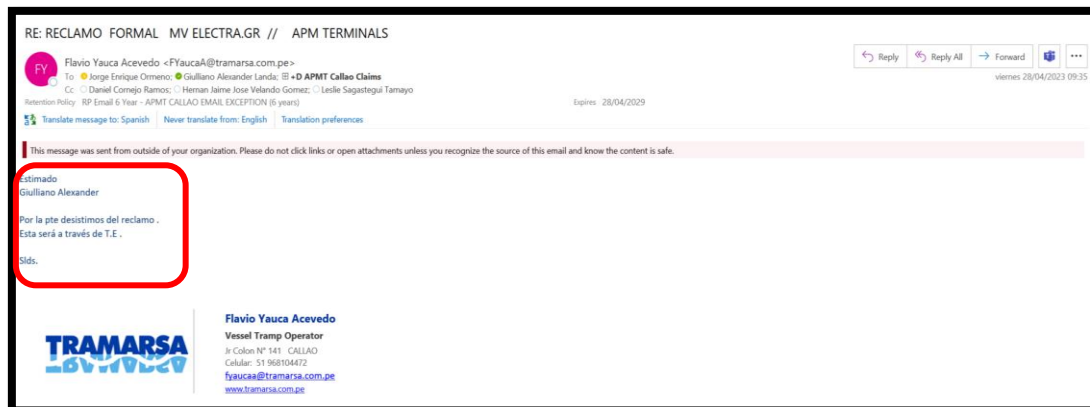 RE: RECLAMO FORMAL MV ELECTRA.GR // APM TERMINALS
FY
Flavio Yauca Acevedo <FYaucaA@tramarsa.com.pe>
To Jorge Enrique Ormeno; Giulliano Alexander Landa; +D APMT Callao Claims
Cc Daniel Cornejo Ramos; Hernan Jaime Jose Velando Gomez; Leslie Sagastegui Tamayo
Reply Reply All Forward
viernes 28/04/2023 09:35
Retention Policy RP Email 6 Year - APMT CALLAO EMAIL EXCEPTION (6 years) Expires 28/04/2029
Translate message to: Spanish Never translate from: English Translation preferences
This message was sent from outside of your organization. Please do not click links or open attachments unless you recognize the source of this email and know the content is safe.
Estimado
Giulliano Alexander
Por la pte desistimos del reclamo .
Esta será a través de T.E .
Slds.
TRAMARSA
Flavio Yauca Acevedo
Vessel Tramp Operator
Jr Colon N° 141 CALLAO
Celular: 51 968104472
fyaucaa@tramarsa.com.pe
www.tramarsa.com.pe